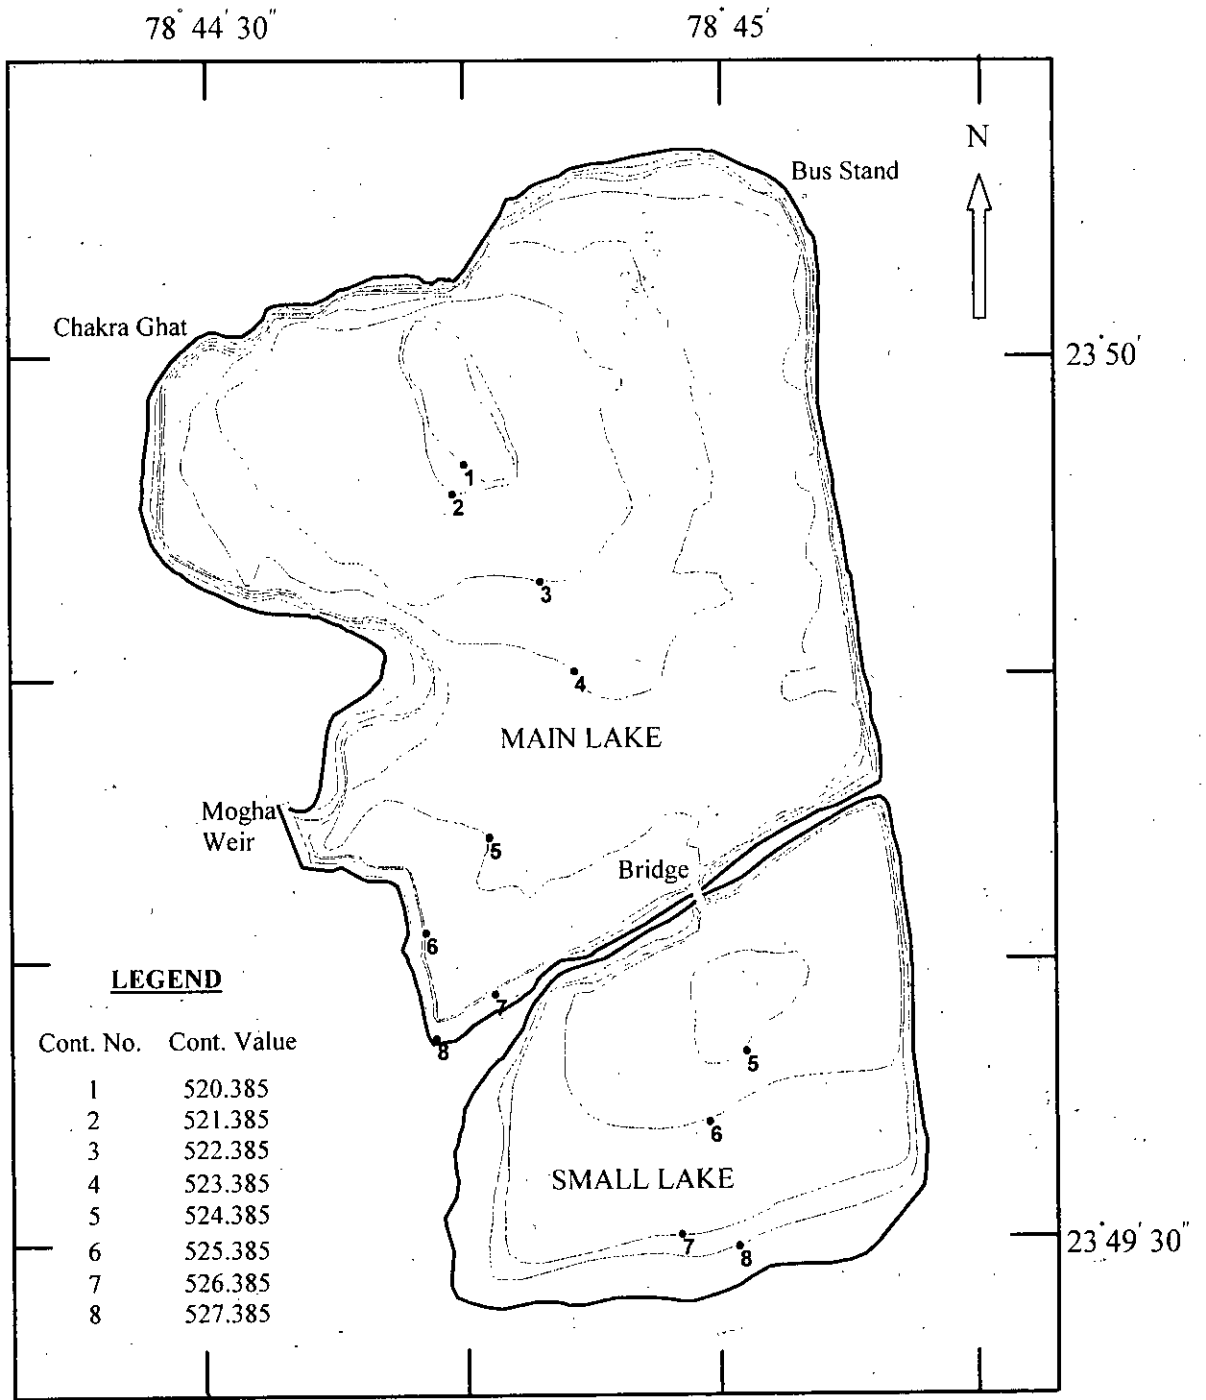 78° 44' 30"
78° 45'
N
Bus Stand
Chakra Ghat
23° 50'
1
2
3
4
MAIN LAKE
Mogha
Weir
5
Bridge
6
7
8
5
6
SMALL LAKE
7
8
23° 49' 30"
LEGEND
Cont. No. Cont. Value
1 520.385
2 521.385
3 522.385
4 523.385
5 524.385
6 525.385
7 526.385
8 527.385